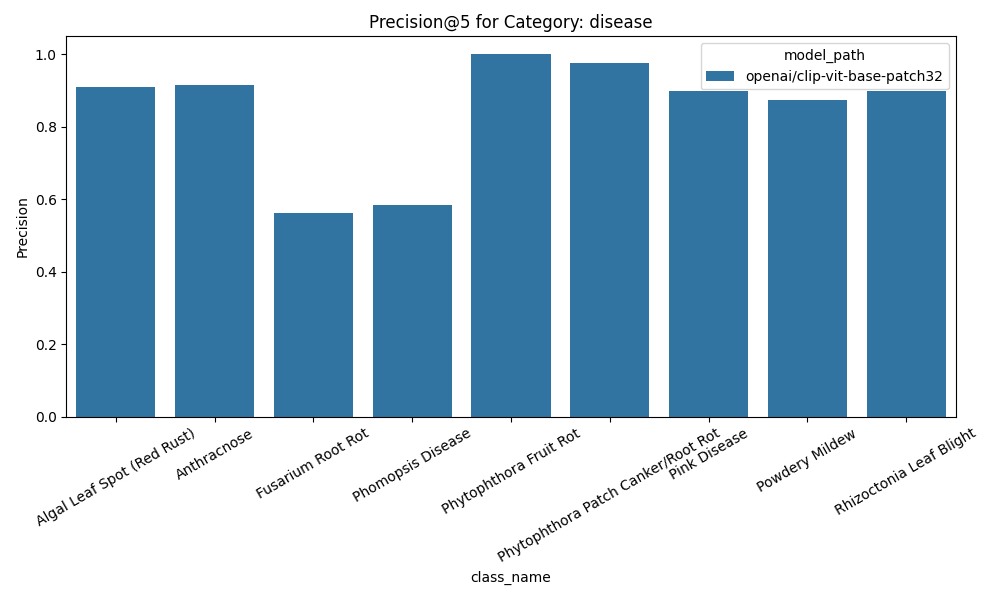 Precision@5 for Category: disease
model_path
openai/clip-vit-base-patch32
Precision
1.0
0.8
0.6
0.4
0.2
0.0
Algal Leaf Spot (Red Rust)
Anthracnose
Fusarium Root Rot
Phomopsis Disease
Phytophthora Fruit Rot
Phytophthora Patch Canker/Root Rot
Pink Disease
Powdery Mildew
Rhizoctonia Leaf Blight
class_name